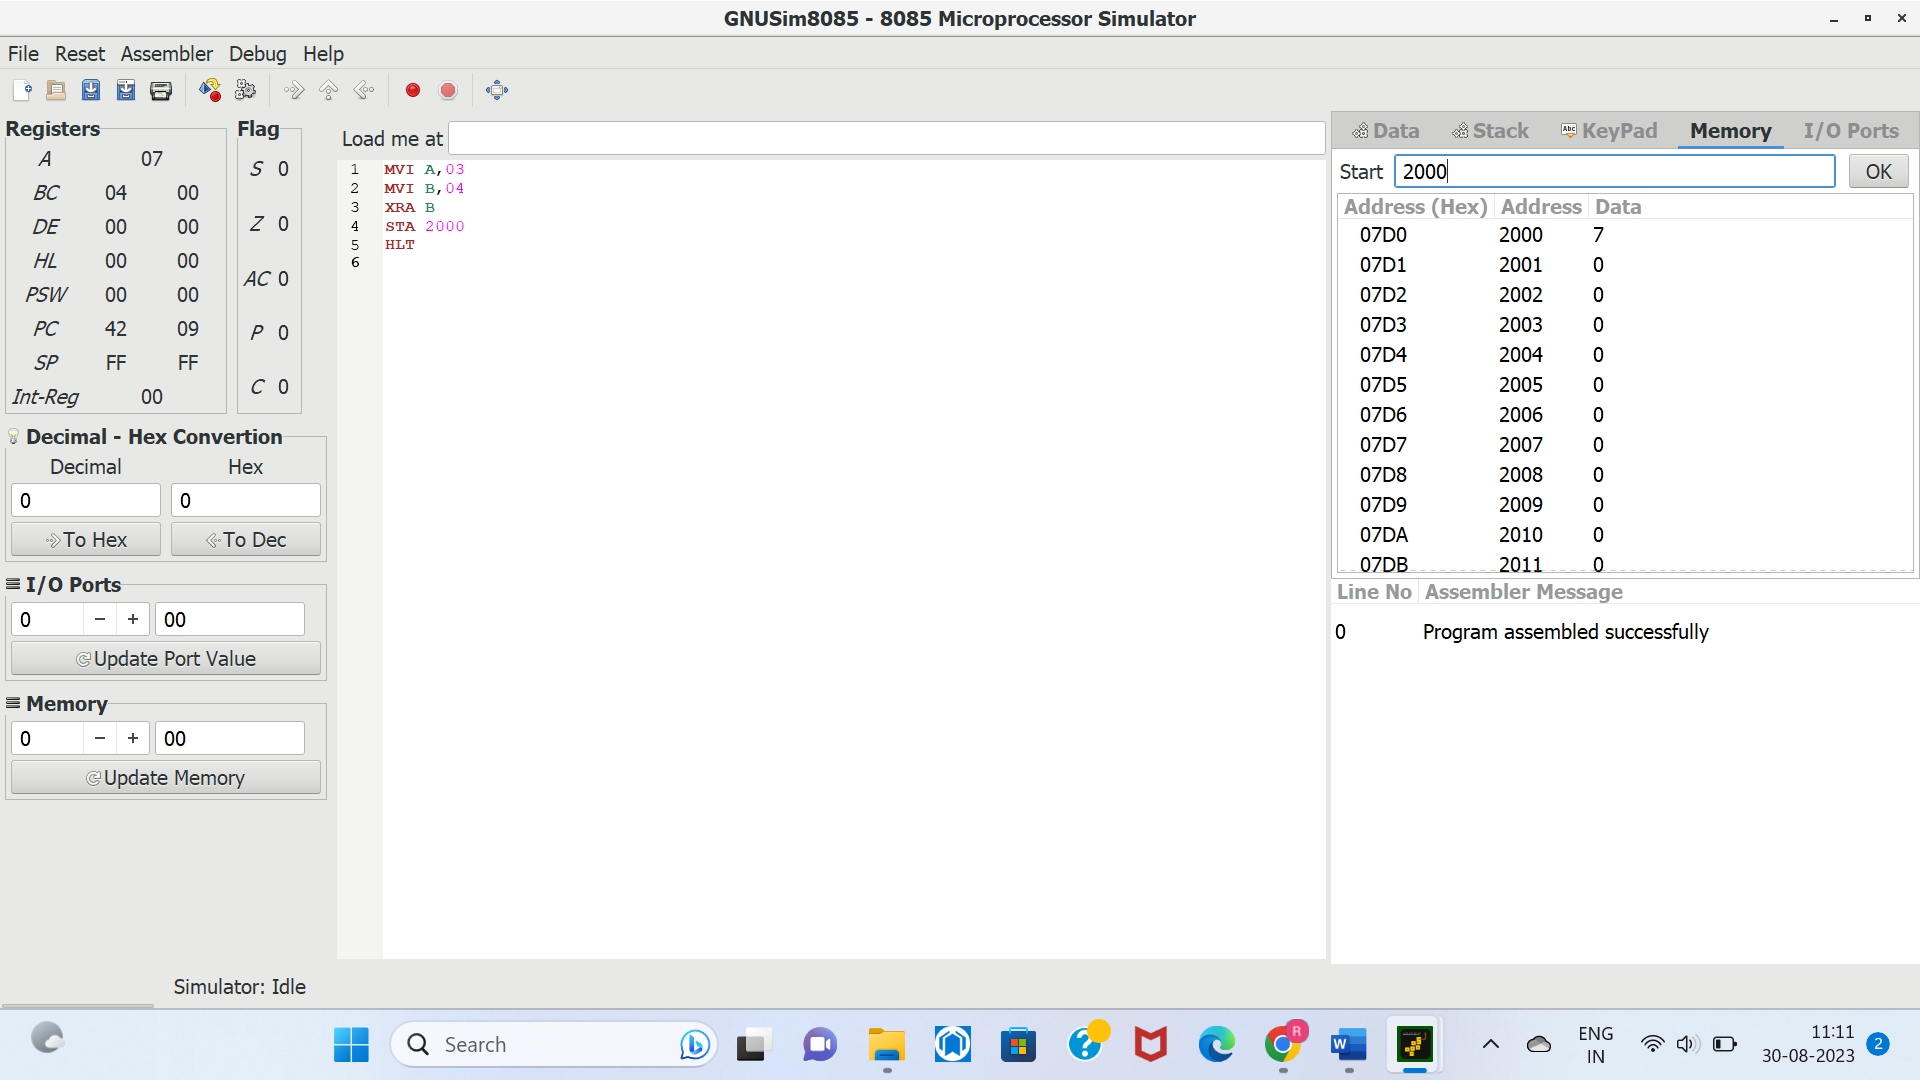 GNUSim8085 - 8085 Microprocessor Simulator
File Reset Assembler Debug Help
Registers
A 07
BC 04 00
DE 00 00
HL 00 00
PSW 00 00
PC 42 09
SP FF FF
Int-Reg 00
Flag
S 0
Z 0
AC 0
P 0
C 0
Decimal - Hex Convertion
Decimal Hex
0 0
To Hex To Dec
I/O Ports
0 − + 00
Update Port Value
Memory
0 − + 00
Update Memory
Simulator: Idle
Load me at
1 MVI A,03
2 MVI B,04
3 XRA B
4 STA 2000
5 HLT
6
Data Stack Abc KeyPad Memory I/O Ports
Start 2000 OK
Address (Hex) Address Data
07D0 2000 7
07D1 2001 0
07D2 2002 0
07D3 2003 0
07D4 2004 0
07D5 2005 0
07D6 2006 0
07D7 2007 0
07D8 2008 0
07D9 2009 0
07DA 2010 0
07DB 2011 0
Line No Assembler Message
0 Program assembled successfully
Search
R
W
ENG
IN
11:11
30-08-2023
2